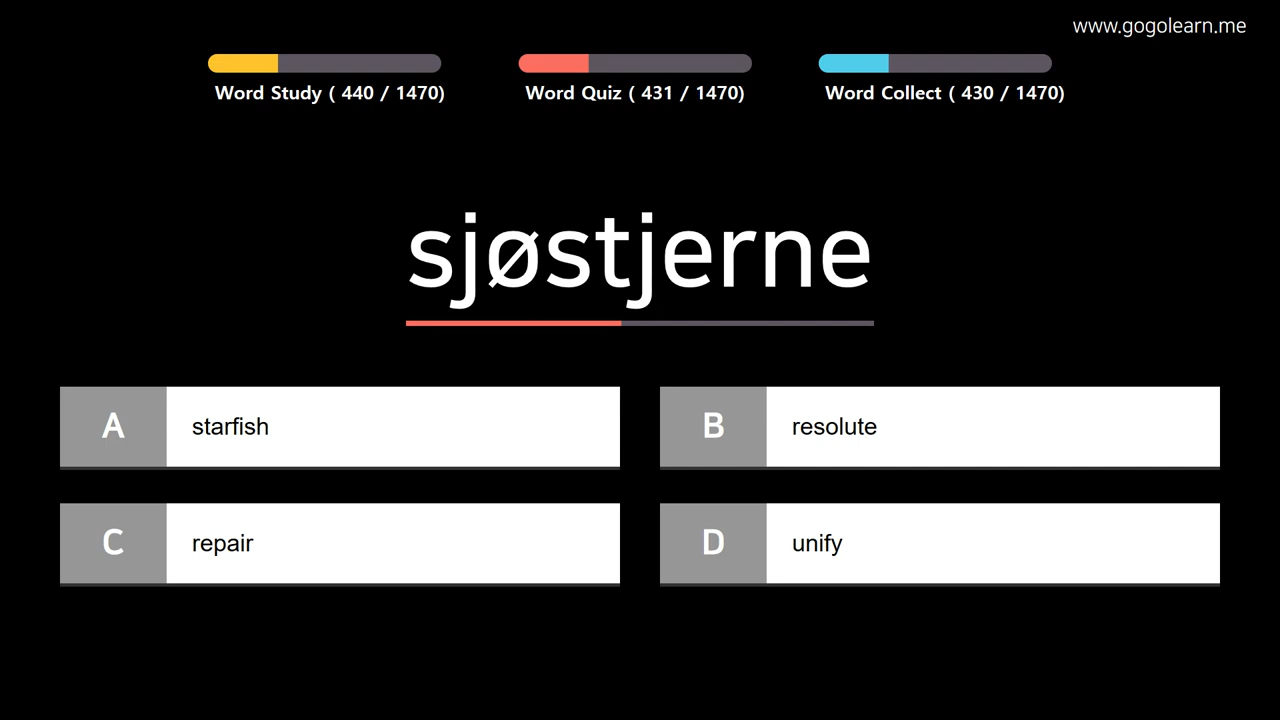 www.gogolearn.me
Word Study ( 440 / 1470)
Word Quiz ( 431 / 1470)
Word Collect ( 430 / 1470)
sjøstjerne
A starfish
B resolute
C repair
D unify